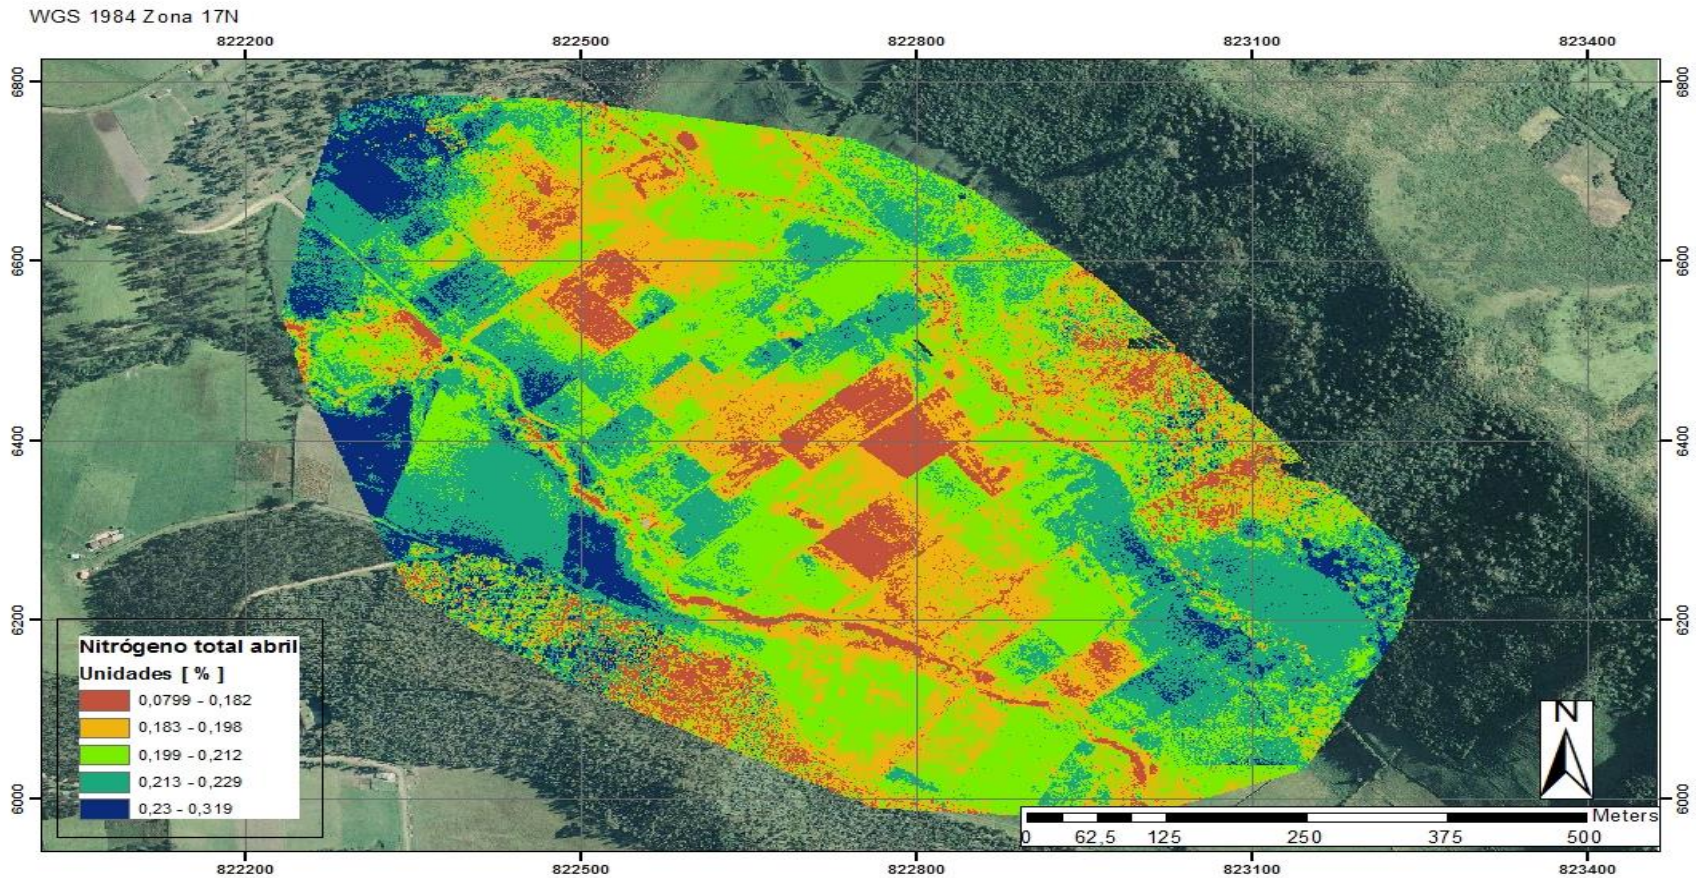 WGS 1984 Zona 17N
822200 822500 822800 823100 823400
6800 6800
6600 6600
6400 6400
6200 6200
6000 6000
Nitrógeno total abril
Unidades [ % ]
0,0799 - 0,182
0,183 - 0,198
0,199 - 0,212
0,213 - 0,229
0,23 - 0,319
N
Meters
0 62,5 125 250 375 500
822200 822500 822800 823100 823400